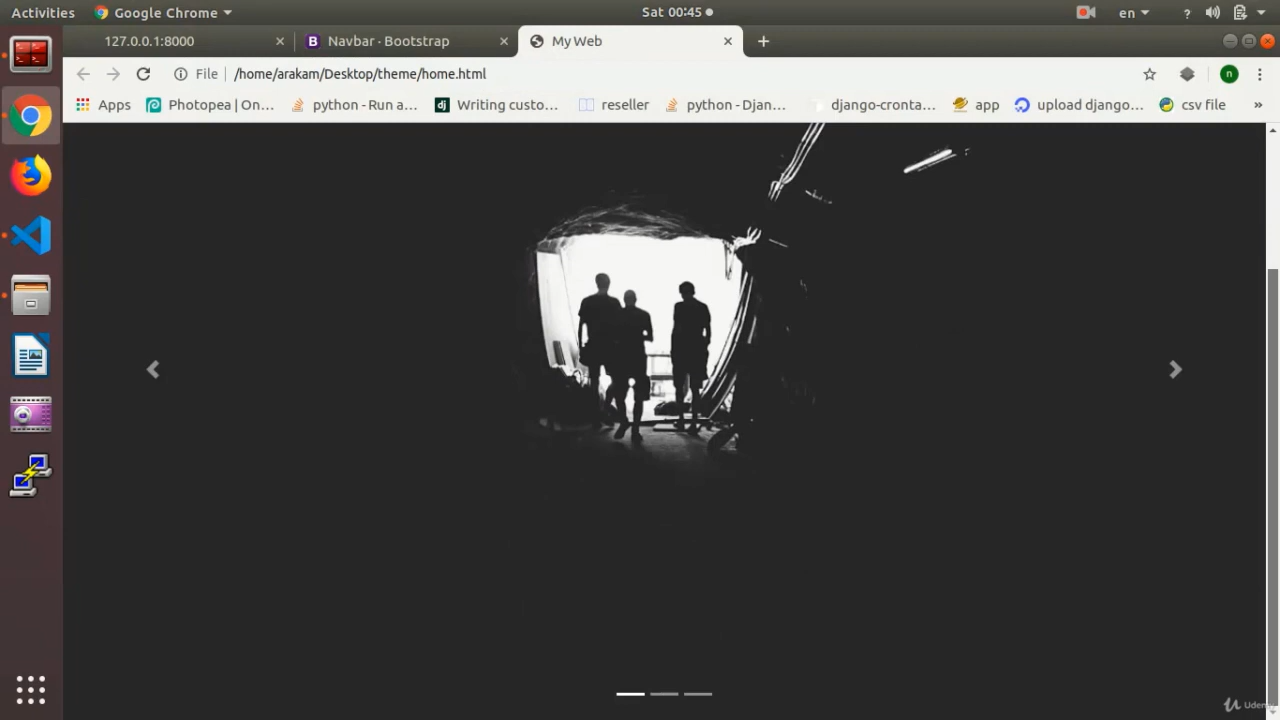 Activities Google Chrome Sat 00:45 en ?
127.0.0.1:8000 Navbar · Bootstrap My Web
File /home/arakam/Desktop/theme/home.html n
Apps Photopea | On... python - Run a... dj Writing custo... reseller python - Djan... django-cronta... app upload django... csv file »
Udemy